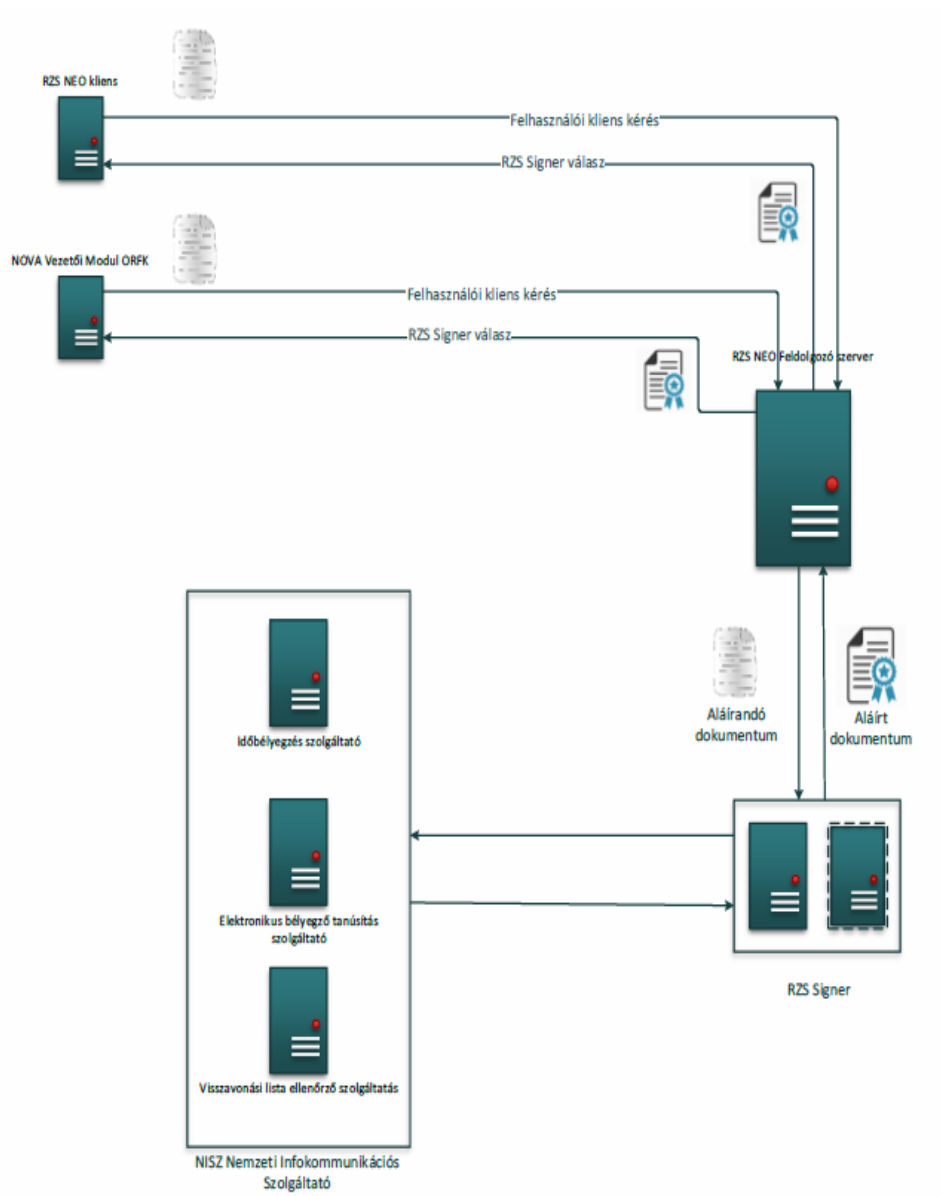 RZS NEO kliens
Felhasználói kliens kérés
RZS Signer válasz
NOVA Vezetői Modul ORFK
Felhasználói kliens kérés
RZS Signer válasz
RZS NEO Feldolgozó szerver
Aláírandó
dokumentum
Aláírt
dokumentum
Időbélyegzés szolgáltató
Elektronikus bélyegző tanúsítás
szolgáltató
Visszavonási lista ellenőrző szolgáltatás
RZS Signer
NISZ Nemzeti Infokommunikációs
Szolgáltató